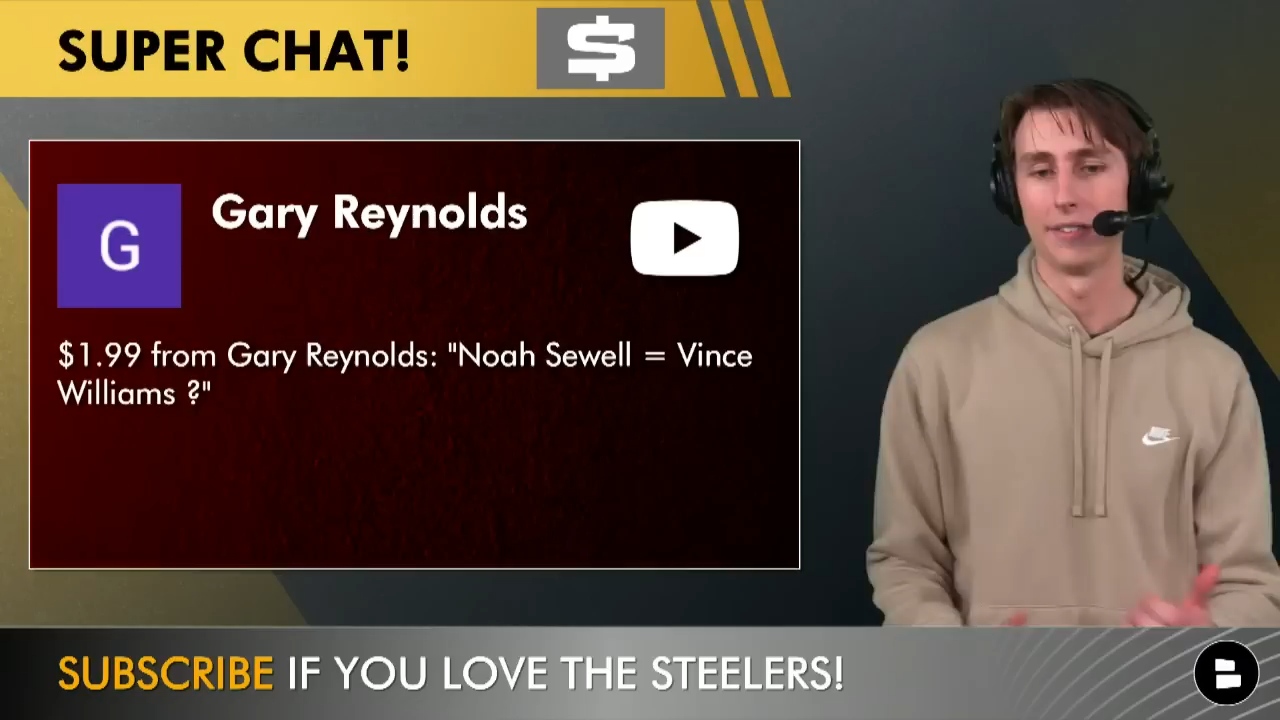 SUPER CHAT!
$
G
Gary Reynolds
$1.99 from Gary Reynolds: "Noah Sewell = Vince
Williams ?"
SUBSCRIBE IF YOU LOVE THE STEELERS!